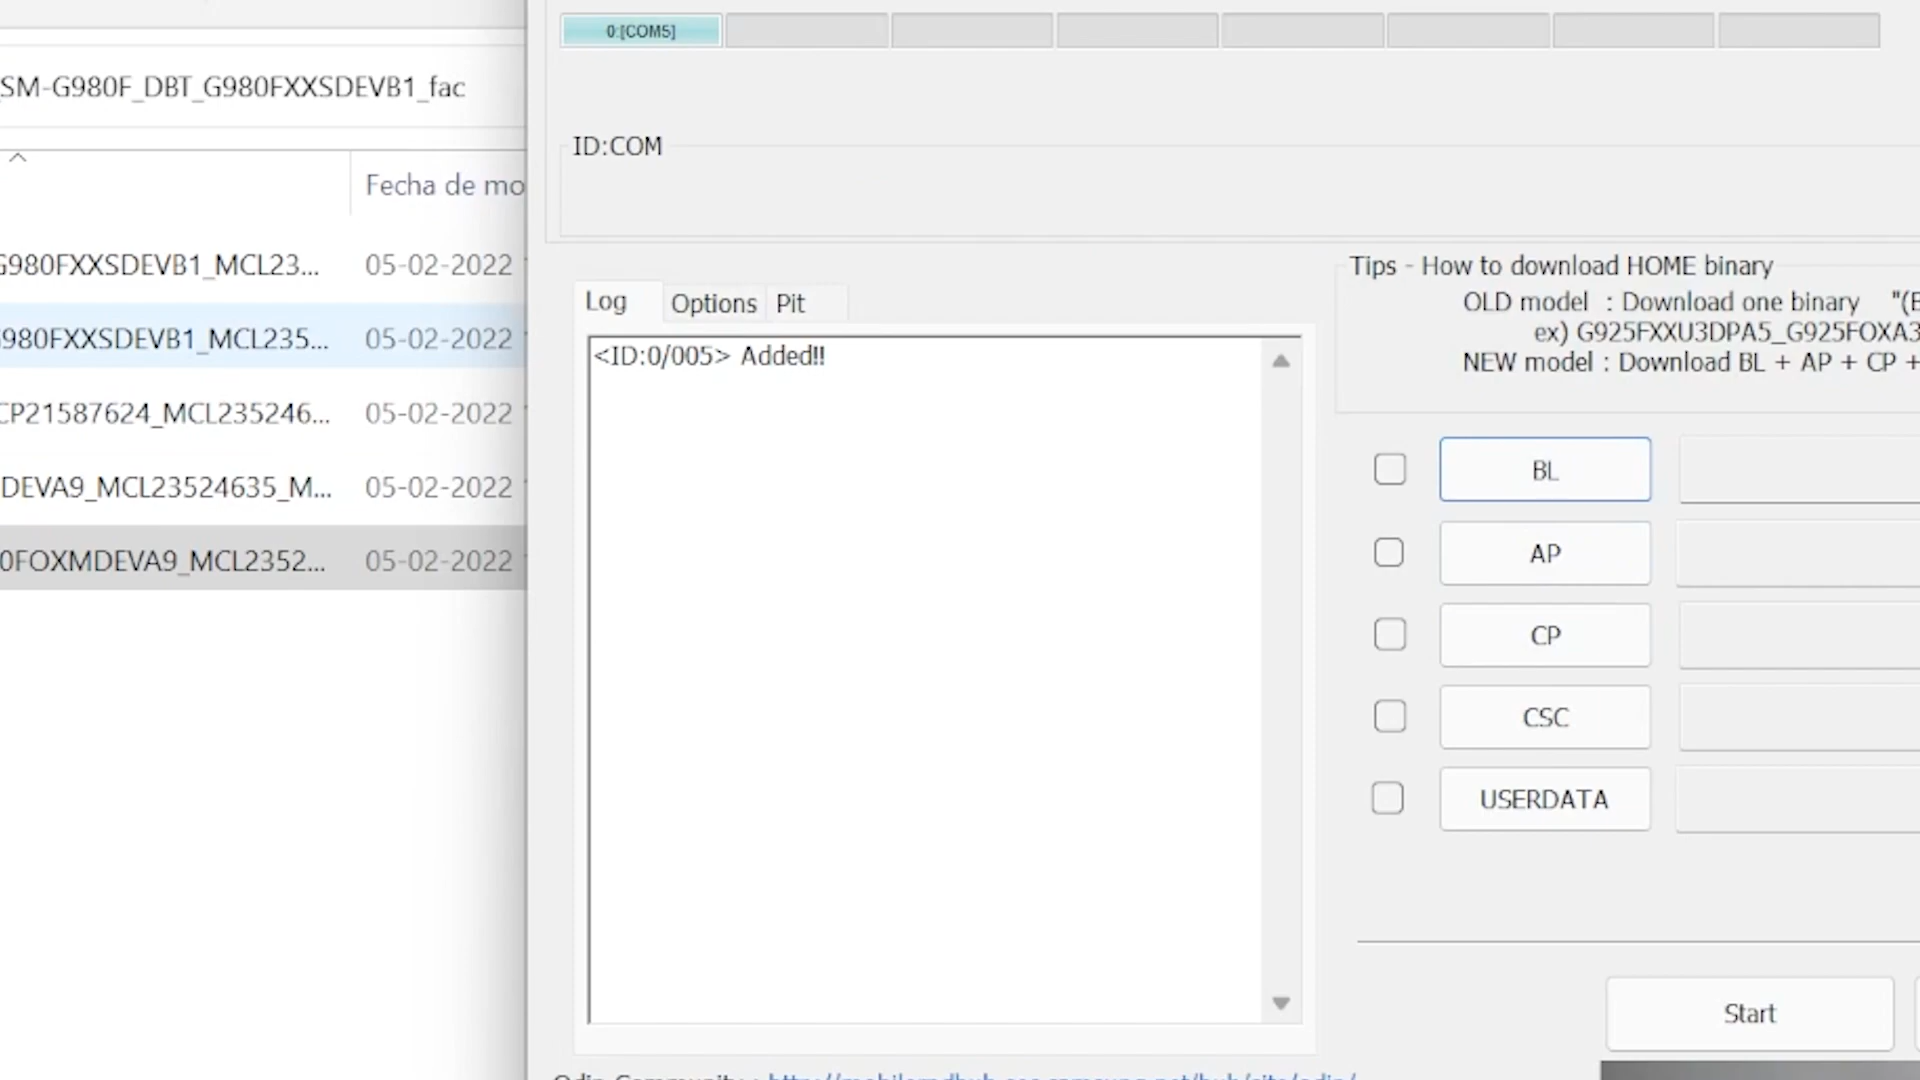 SM-G980F_DBT_G980FXXSDEVB1_fac
Fecha de mo
G980FXXSDEVB1_MCL23... 05-02-2022
980FXXSDEVB1_MCL235... 05-02-2022
CP21587624_MCL235246... 05-02-2022
DEVA9_MCL23524635_M... 05-02-2022
0FOXMDEVA9_MCL2352... 05-02-2022
0:[COM5]
ID:COM
Log Options Pit
<ID:0/005> Added!!
Tips - How to download HOME binary
OLD model : Download one binary "(B
ex) G925FXXU3DPA5_G925FOXA3
NEW model : Download BL + AP + CP +
BL
AP
CP
CSC
USERDATA
Start